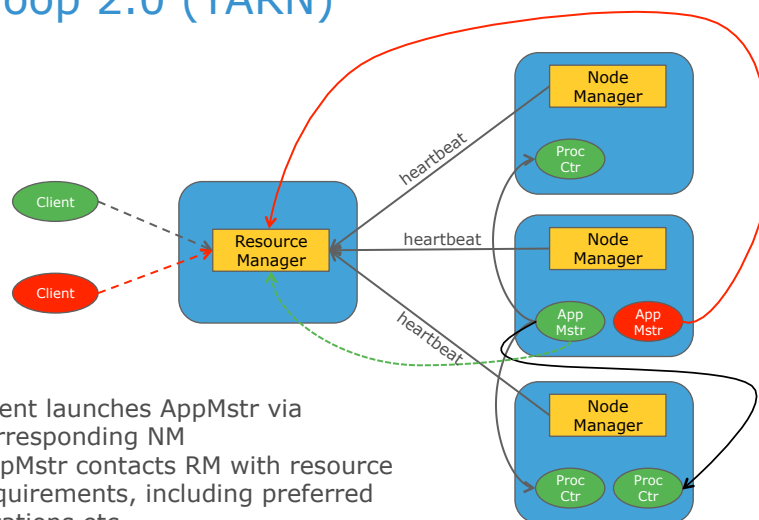 oop 2.0 (YARN)
Node
Manager
Proc
Ctr
heartbeat
Client
Resource
Manager
heartbeat
Node
Manager
Client
App
Mstr
App
Mstr
heartbeat
Node
Manager
Proc
Ctr
Proc
Ctr
ent launches AppMstr via
rresponding NM
pMstr contacts RM with resource
quirements, including preferred